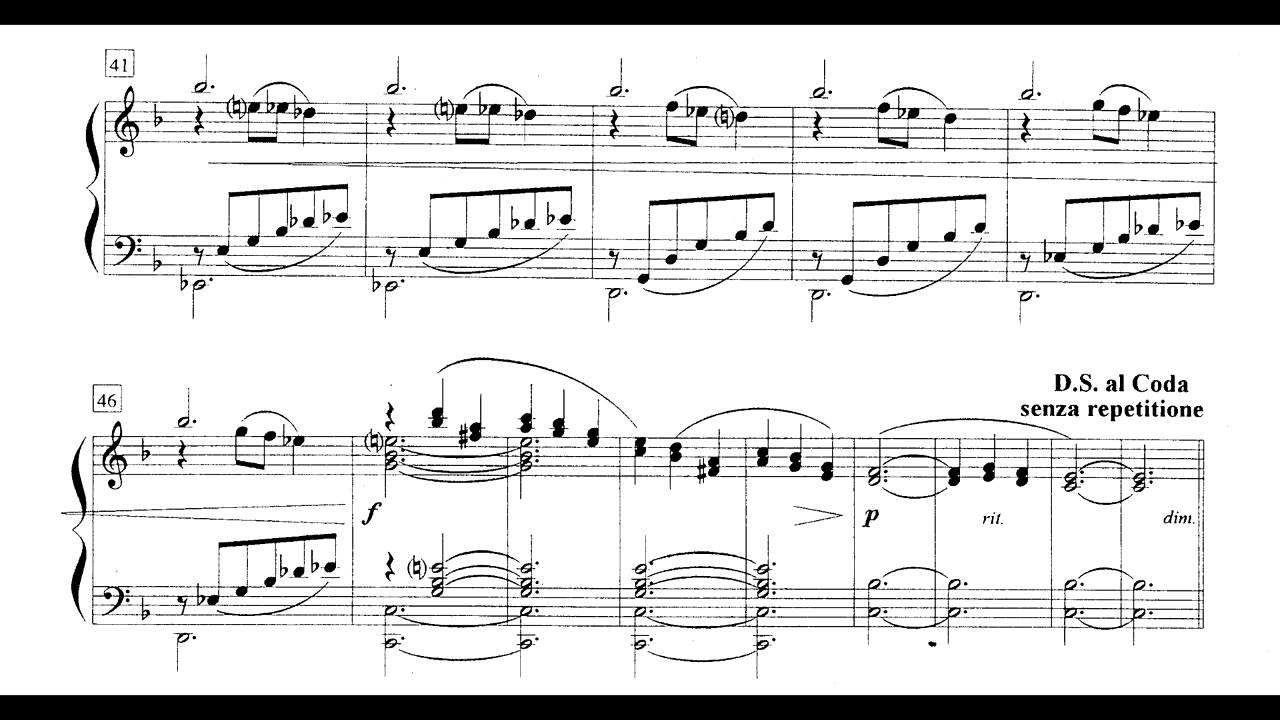 41
46
D.S. al Coda
senza repetitione
f
p
rit.
dim.